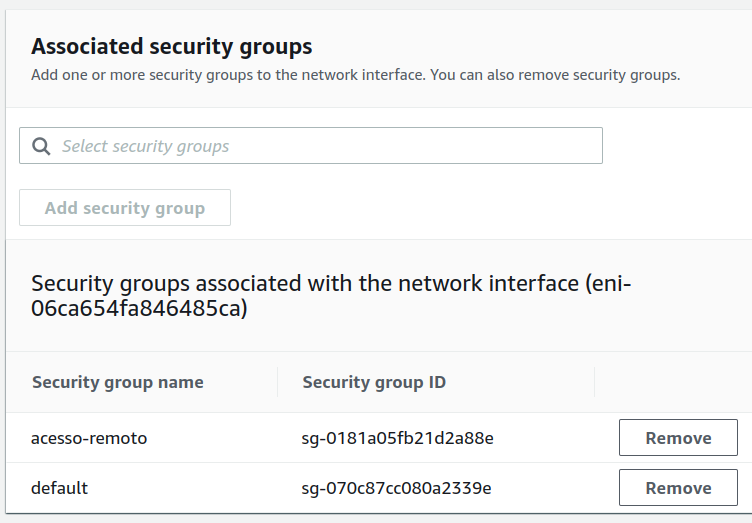 Associated security groups
Add one or more security groups to the network interface. You can also remove security groups.
Select security groups
Add security group
Security groups associated with the network interface (eni-
06ca654fa846485ca)
Security group name Security group ID
acesso-remoto sg-0181a05fb21d2a88e Remove
default sg-070c87cc080a2339e Remove